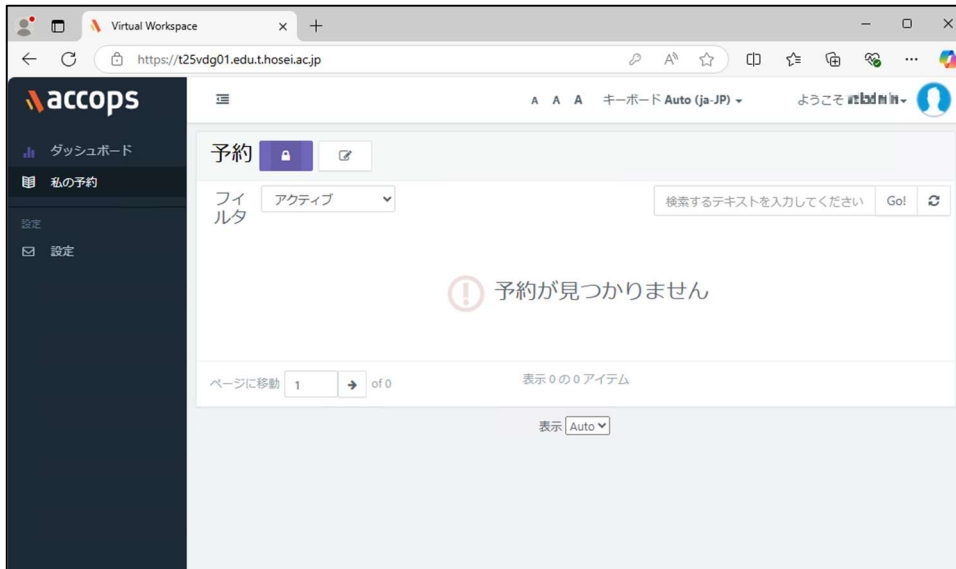 Virtual Workspace
https://t25vdg01.edu.t.hosei.ac.jp
accops
A A A キーボード Auto (ja-JP) ようこそ
ダッシュボード
私の予約
設定
設定
予約
フィルタ アクティブ 検索するテキストを入力してください Go!
予約が見つかりません
ページに移動 1 of 0 表示 0 の 0 アイテム
表示 Auto